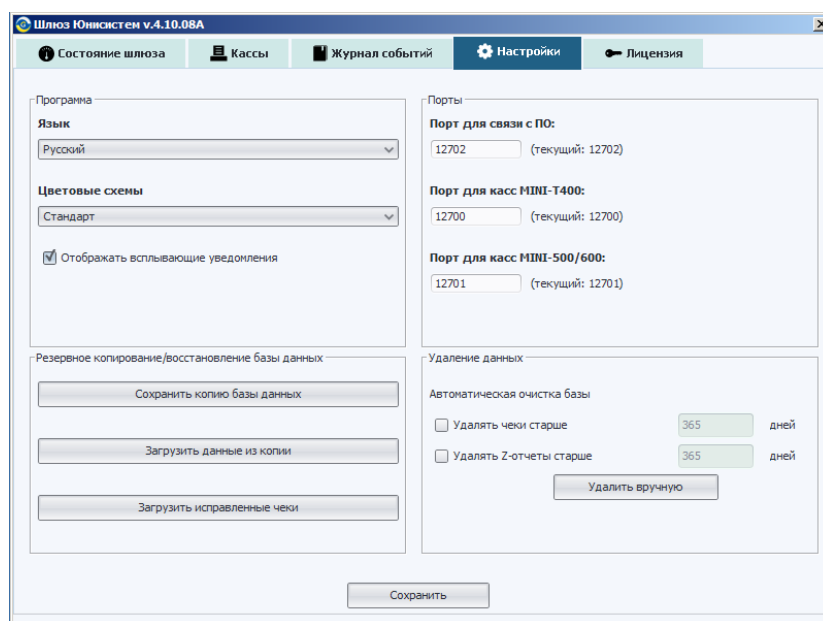 Шлюз Юнисистем v.4.10.08A
Состояние шлюза
Кассы
Журнал событий
Настройки
Лицензия
Программа
Язык
Русский
Цветовые схемы
Стандарт
Отображать всплывающие уведомления
Порты
Порт для связи с ПО:
12702 (текущий: 12702)
Порт для касс MINI-T400:
12700 (текущий: 12700)
Порт для касс MINI-500/600:
12701 (текущий: 12701)
Резервное копирование/восстановление базы данных
Сохранить копию базы данных
Загрузить данные из копии
Загрузить исправленные чеки
Удаление данных
Автоматическая очистка базы
Удалять чеки старше 365 дней
Удалять Z-отчеты старше 365 дней
Удалить вручную
Сохранить